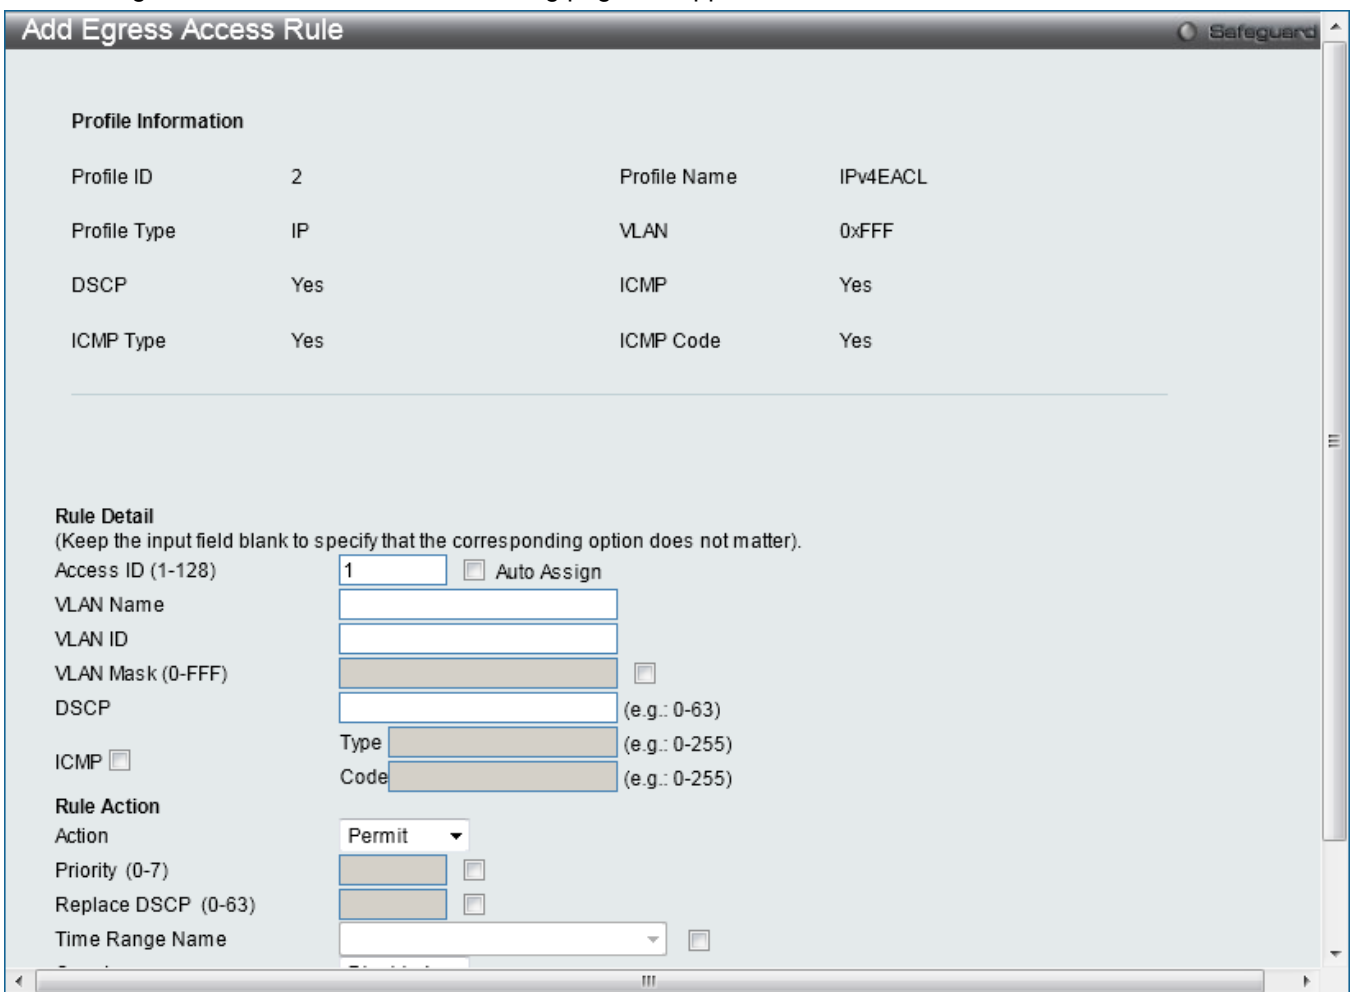 Add Egress Access Rule Safeguard
Profile Information
Profile ID 2 Profile Name IPv4EACL
Profile Type IP VLAN 0xFFF
DSCP Yes ICMP Yes
ICMP Type Yes ICMP Code Yes
Rule Detail
(Keep the input field blank to specify that the corresponding option does not matter).
Access ID (1-128) 1 Auto Assign
VLAN Name
VLAN ID
VLAN Mask (0-FFF)
DSCP (e.g.: 0-63)
ICMP Type (e.g.: 0-255)
Code (e.g.: 0-255)
Rule Action
Action Permit
Priority (0-7)
Replace DSCP (0-63)
Time Range Name